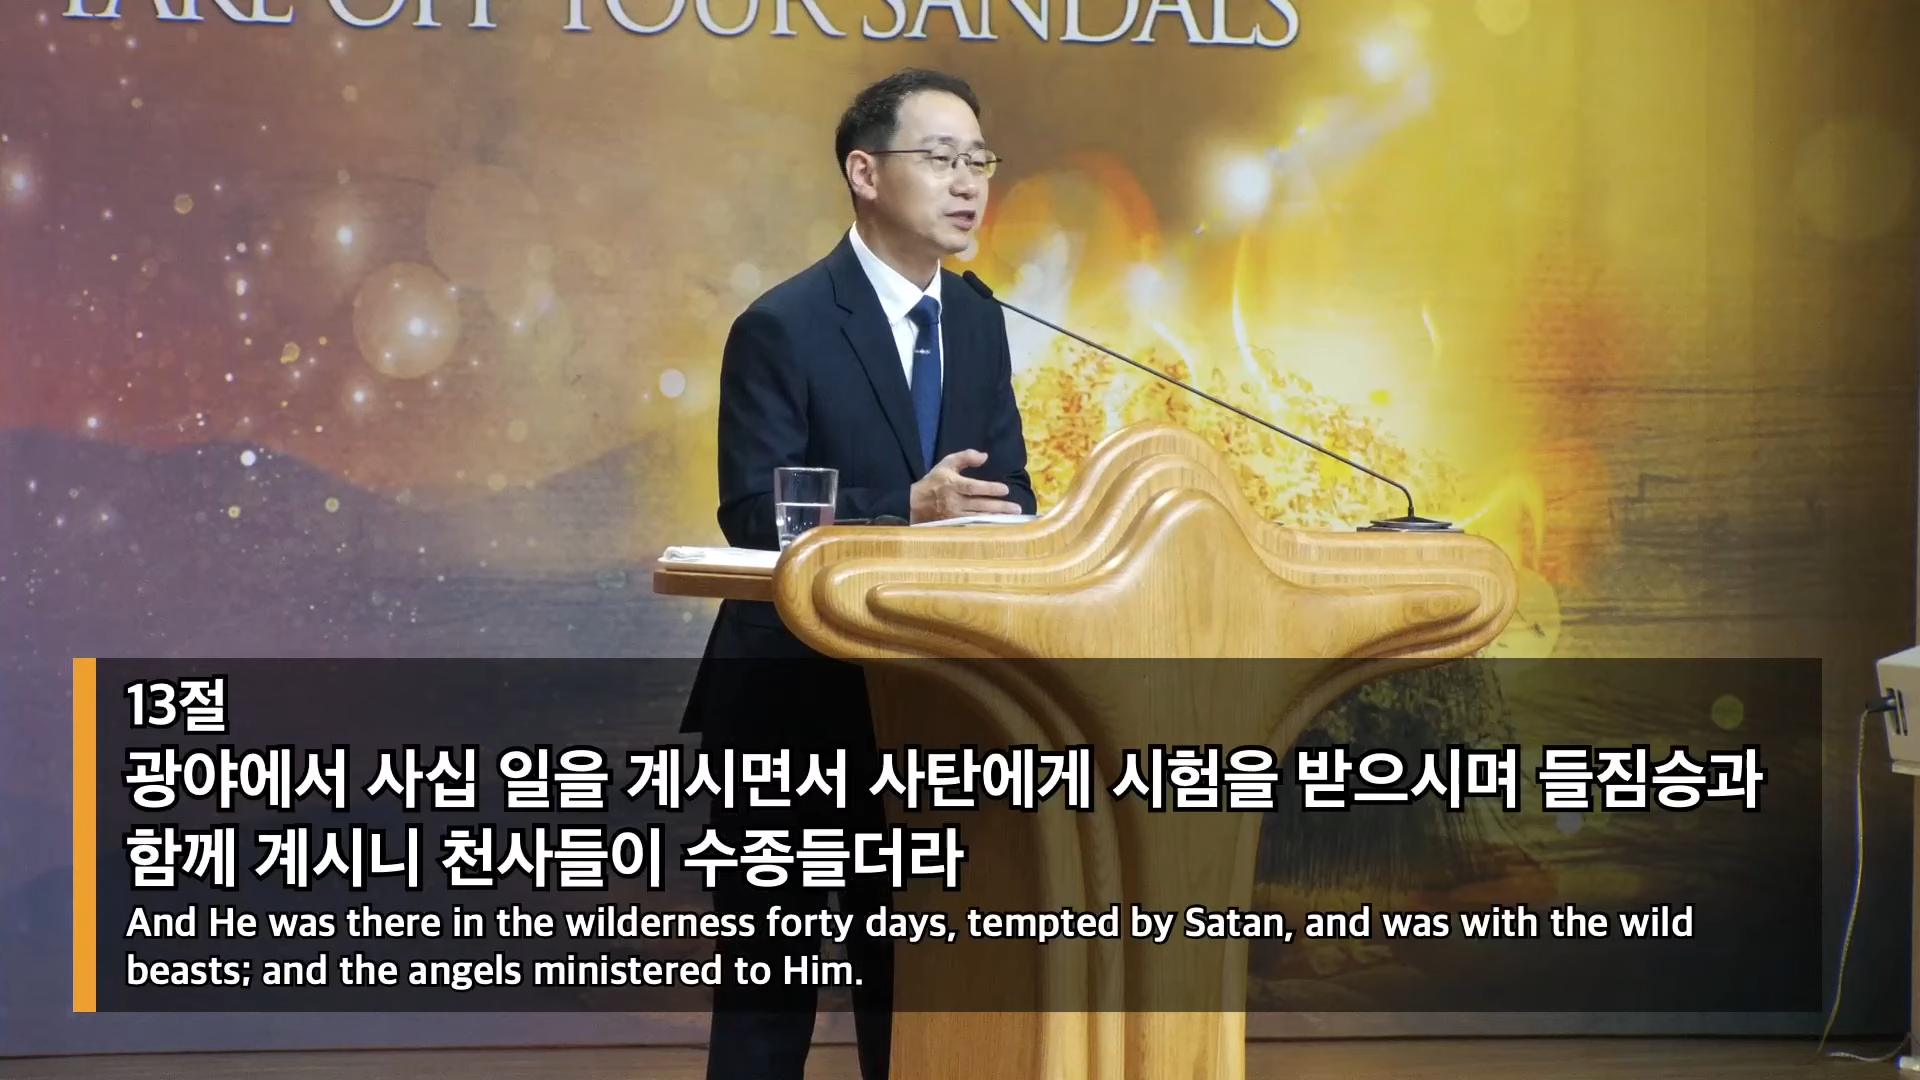 TAKE OFF YOUR SANDALS
13절
광야에서 사십 일을 계시면서 사탄에게 시험을 받으시며 들짐승과
함께 계시니 천사들이 수종들더라
And He was there in the wilderness forty days, tempted by Satan, and was with the wild
beasts; and the angels ministered to Him.